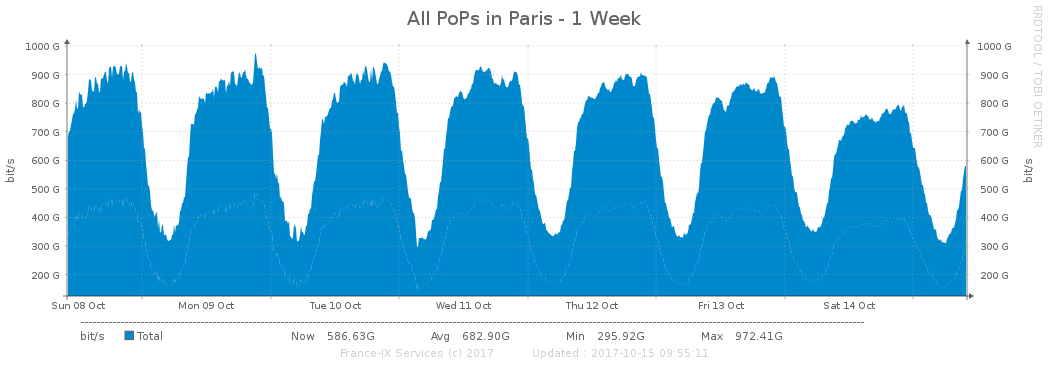 All PoPs in Paris - 1 Week
RRDTOOL / TOBI OETIKER
1000 G 1000 G
900 G 900 G
800 G 800 G
700 G 700 G
600 G 600 G
500 G 500 G
400 G 400 G
300 G 300 G
200 G 200 G
bit/s bit/s
Sun 08 Oct Mon 09 Oct Tue 10 Oct Wed 11 Oct Thu 12 Oct Fri 13 Oct Sat 14 Oct
bit/s Total Now 586.63G Avg 682.90G Min 295.92G Max 972.41G
France-IX Services (c) 2017 Updated : 2017-10-15 09:55:11